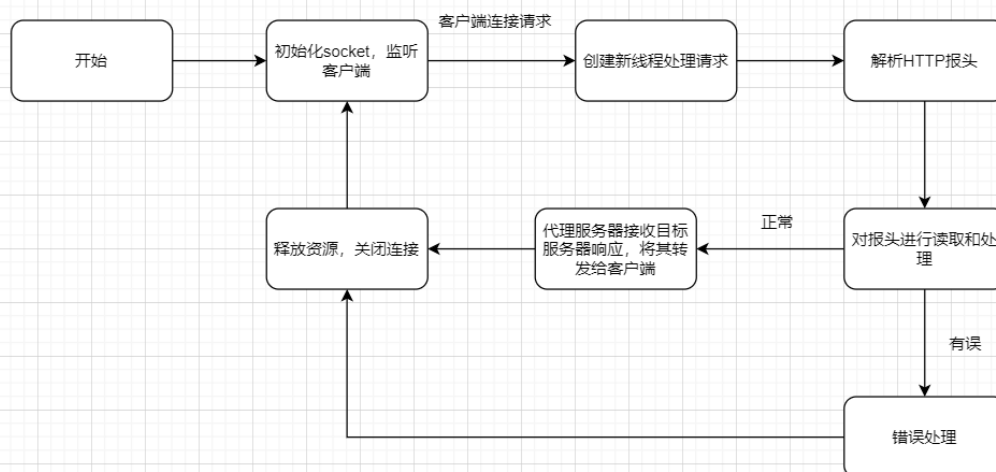 客户端连接请求
开始
初始化socket，监听
客户端
创建新线程处理请求
解析HTTP报头
释放资源，关闭连接
代理服务器接收目标
服务器响应，将其转
发给客户端
正常
对报头进行读取和处
理
有误
错误处理